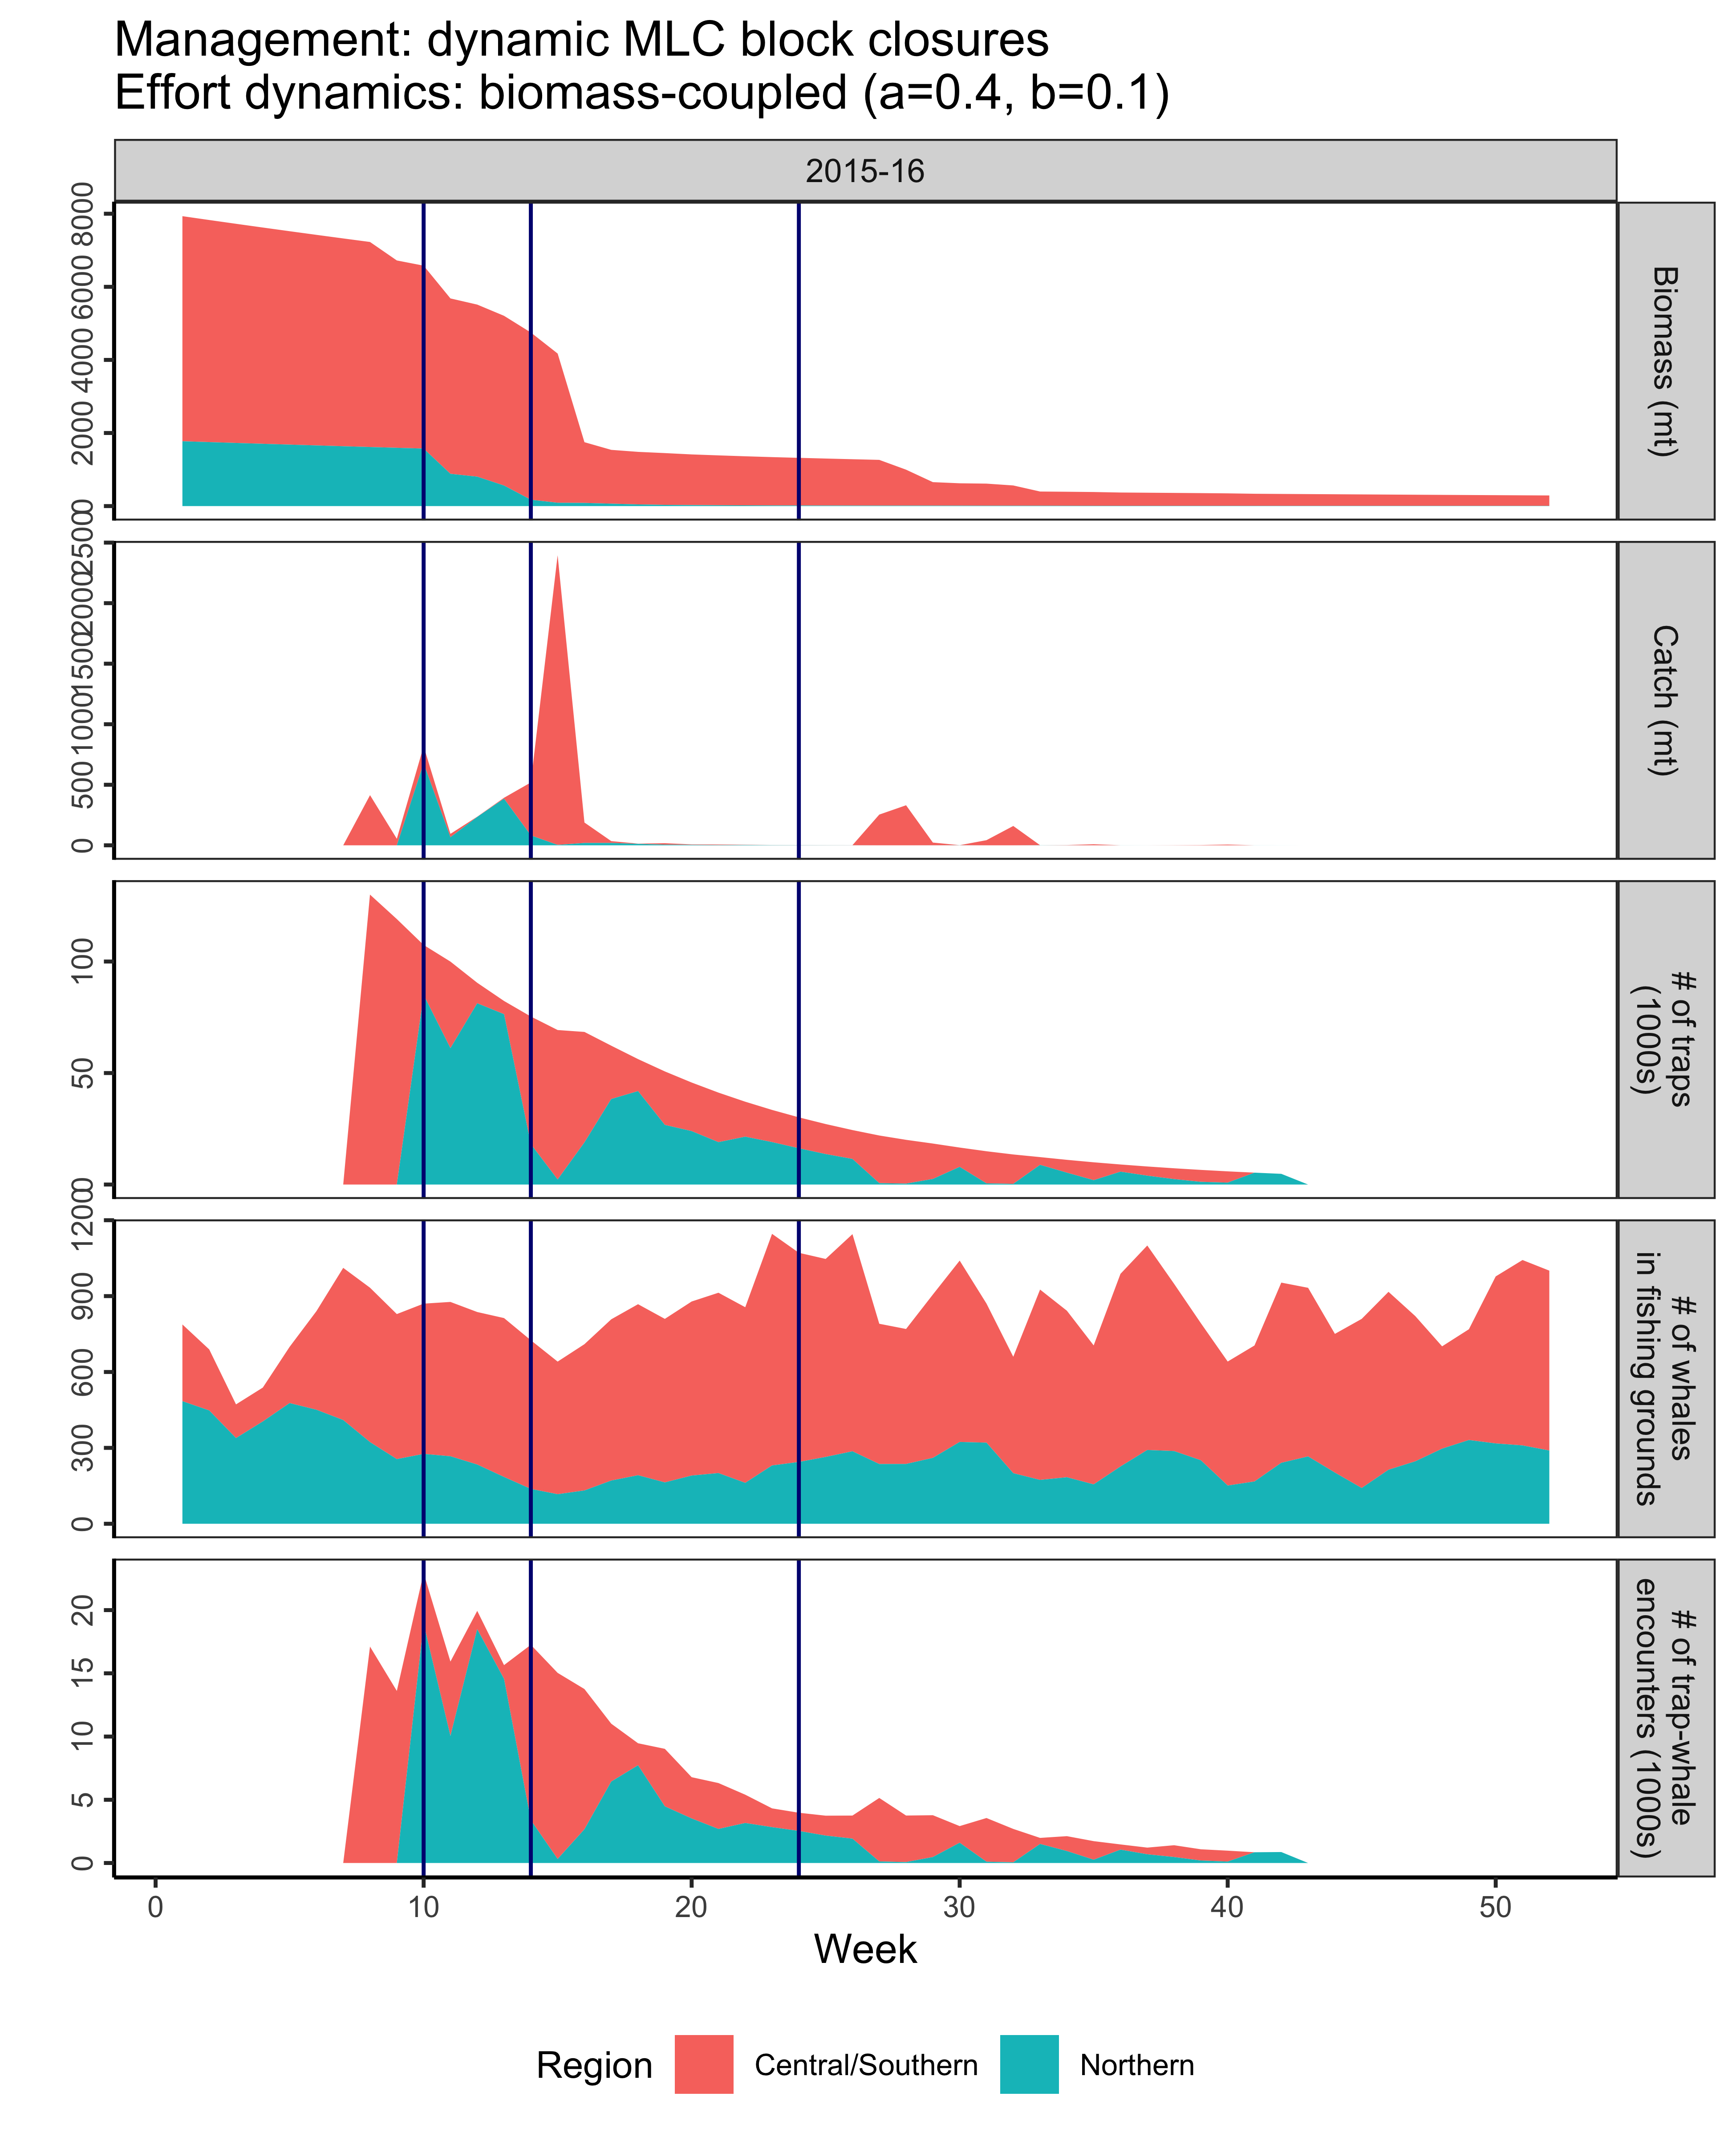 Management: dynamic MLC block closures
Effort dynamics: biomass-coupled (a=0.4, b=0.1)
2015-16
8000
6000
4000
2000
0
Biomass (mt)
2500
2000
1500
1000
500
0
Catch (mt)
100
50
0
# of traps
(1000s)
1200
900
600
300
0
# of whales
in fishing grounds
20
15
10
5
0
# of trap-whale
encounters (1000s)
0 10 20 30 40 50
Week
Region Central/Southern Northern